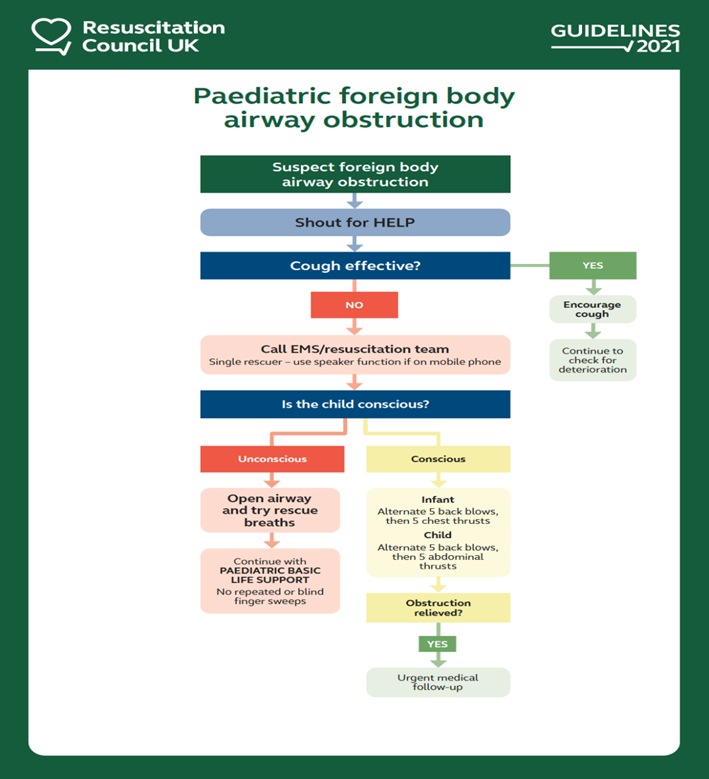 Resuscitation
Council UK
GUIDELINES
2021
Paediatric foreign body
airway obstruction
Suspect foreign body
airway obstruction
Shout for HELP
Cough effective?
YES
Encourage
cough
Continue to
check for
deterioration
NO
Call EMS/resuscitation team
Single rescuer – use speaker function if on mobile phone
Is the child conscious?
Unconscious
Open airway
and try rescue
breaths
Continue with
PAEDIATRIC BASIC
LIFE SUPPORT
No repeated or blind
finger sweeps
Conscious
Infant
Alternate 5 back blows,
then 5 chest thrusts
Child
Alternate 5 back blows,
then 5 abdominal
thrusts
Obstruction
relieved?
YES
Urgent medical
follow-up